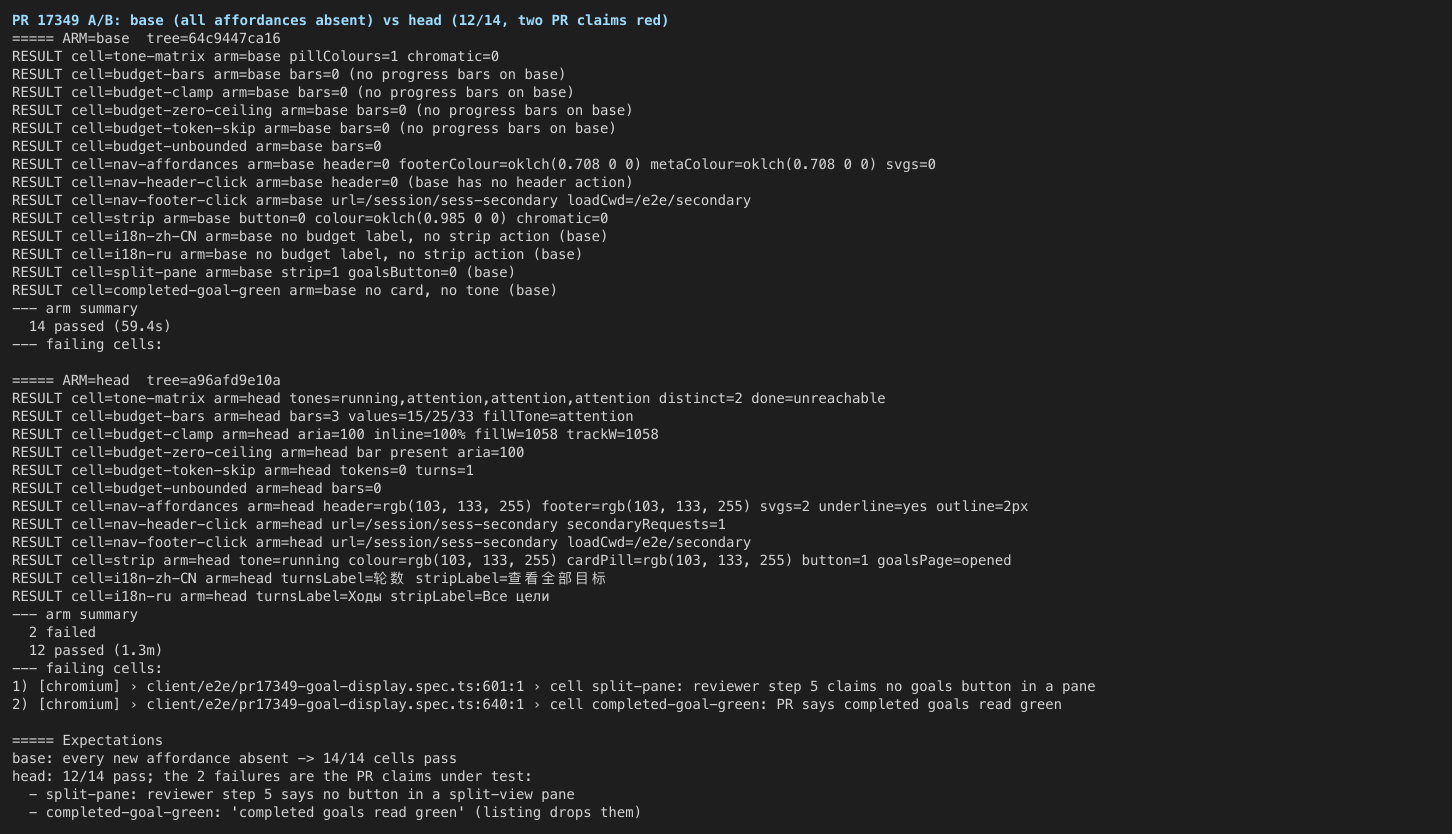 PR 17349 A/B: base (all affordances absent) vs head (12/14, two PR claims red)
===== ARM=base  tree=64c9447ca16
RESULT cell=tone-matrix arm=base pillColours=1 chromatic=0
RESULT cell=budget-bars arm=base bars=0 (no progress bars on base)
RESULT cell=budget-clamp arm=base bars=0 (no progress bars on base)
RESULT cell=budget-zero-ceiling arm=base bars=0 (no progress bars on base)
RESULT cell=budget-token-skip arm=base bars=0 (no progress bars on base)
RESULT cell=budget-unbounded arm=base bars=0
RESULT cell=nav-affordances arm=base header=0 footerColour=oklch(0.708 0 0) metaColour=oklch(0.708 0 0) svgs=0
RESULT cell=nav-header-click arm=base header=0 (base has no header action)
RESULT cell=nav-footer-click arm=base url=/session/sess-secondary loadCwd=/e2e/secondary
RESULT cell=strip arm=base button=0 colour=oklch(0.985 0 0) chromatic=0
RESULT cell=i18n-zh-CN arm=base no budget label, no strip action (base)
RESULT cell=i18n-ru arm=base no budget label, no strip action (base)
RESULT cell=split-pane arm=base strip=1 goalsButton=0 (base)
RESULT cell=completed-goal-green arm=base no card, no tone (base)
--- arm summary
  14 passed (59.4s)
--- failing cells:

===== ARM=head  tree=a96afd9e10a
RESULT cell=tone-matrix arm=head tones=running,attention,attention,attention distinct=2 done=unreachable
RESULT cell=budget-bars arm=head bars=3 values=15/25/33 fillTone=attention
RESULT cell=budget-clamp arm=head aria=100 inline=100% fillW=1058 trackW=1058
RESULT cell=budget-zero-ceiling arm=head bar present aria=100
RESULT cell=budget-token-skip arm=head tokens=0 turns=1
RESULT cell=budget-unbounded arm=head bars=0
RESULT cell=nav-affordances arm=head header=rgb(103, 133, 255) footer=rgb(103, 133, 255) svgs=2 underline=yes outline=2px
RESULT cell=nav-header-click arm=head url=/session/sess-secondary secondaryRequests=1
RESULT cell=nav-footer-click arm=head url=/session/sess-secondary loadCwd=/e2e/secondary
RESULT cell=strip arm=head tone=running colour=rgb(103, 133, 255) cardPill=rgb(103, 133, 255) button=1 goalsPage=opened
RESULT cell=i18n-zh-CN arm=head turnsLabel=轮数 stripLabel=查看全部目标
RESULT cell=i18n-ru arm=head turnsLabel=Ходы stripLabel=Все цели
--- arm summary
  2 failed
  12 passed (1.3m)
--- failing cells:
1) [chromium] › client/e2e/pr17349-goal-display.spec.ts:601:1 › cell split-pane: reviewer step 5 claims no goals button in a pane
2) [chromium] › client/e2e/pr17349-goal-display.spec.ts:640:1 › cell completed-goal-green: PR says completed goals read green

===== Expectations
base: every new affordance absent -> 14/14 cells pass
head: 12/14 pass; the 2 failures are the PR claims under test:
  - split-pane: reviewer step 5 says no button in a split-view pane
  - completed-goal-green: 'completed goals read green' (listing drops them)